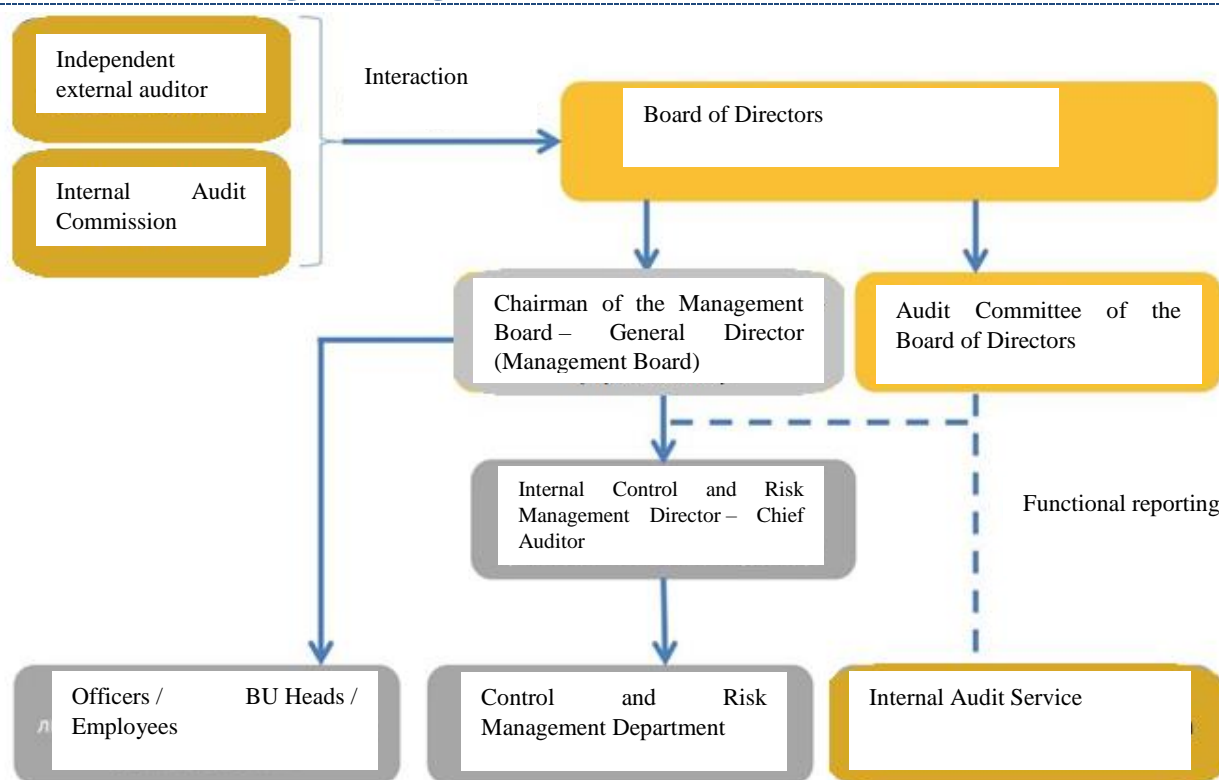 Independent
external auditor
Interaction
Board of Directors
Internal Audit
Commission
Chairman of the Management
Board – General Director
(Management Board)
Audit Committee of the
Board of Directors
Internal Control and Risk
Management Director – Chief
Auditor
Functional reporting
Officers / BU Heads /
Employees
Control and Risk
Management Department
Internal Audit Service